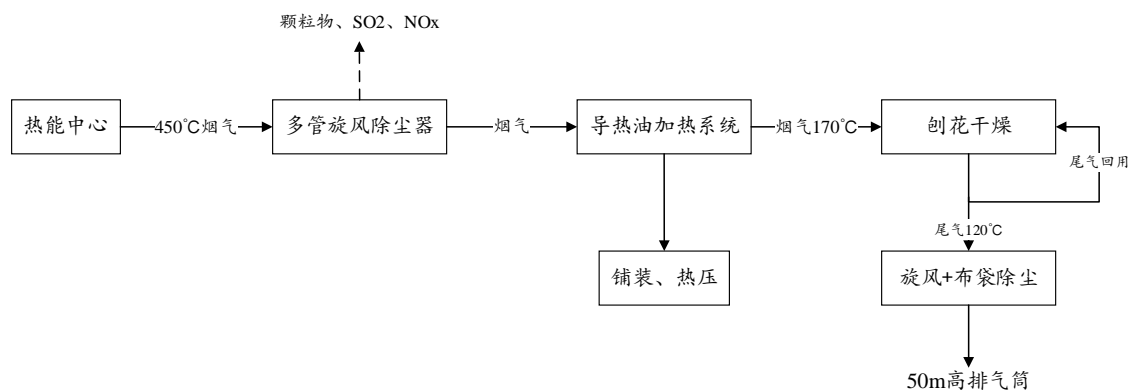 颗粒物、SO2、NOx
热能中心
450℃烟气
多管旋风除尘器
烟气
导热油加热系统
烟气170℃
刨花干燥
尾气回用
尾气120℃
铺装、热压
旋风+布袋除尘
50m高排气筒